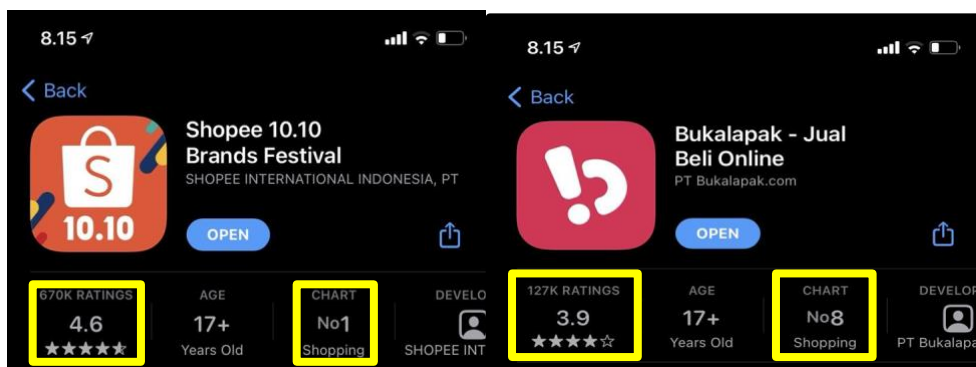 8.15
Back
Shopee 10.10
Brands Festival
SHOPEE INTERNATIONAL INDONESIA, PT
S
10.10
OPEN
670K RATINGS
4.6
AGE
17+
Years Old
CHART
No1
Shopping
DEVELO
SHOPEE INT
8.15
Back
Bukalapak - Jual
Beli Online
PT Bukalapak.com
OPEN
127K RATINGS
3.9
AGE
17+
Years Old
CHART
No8
Shopping
DEVELOP
PT Bukalapa